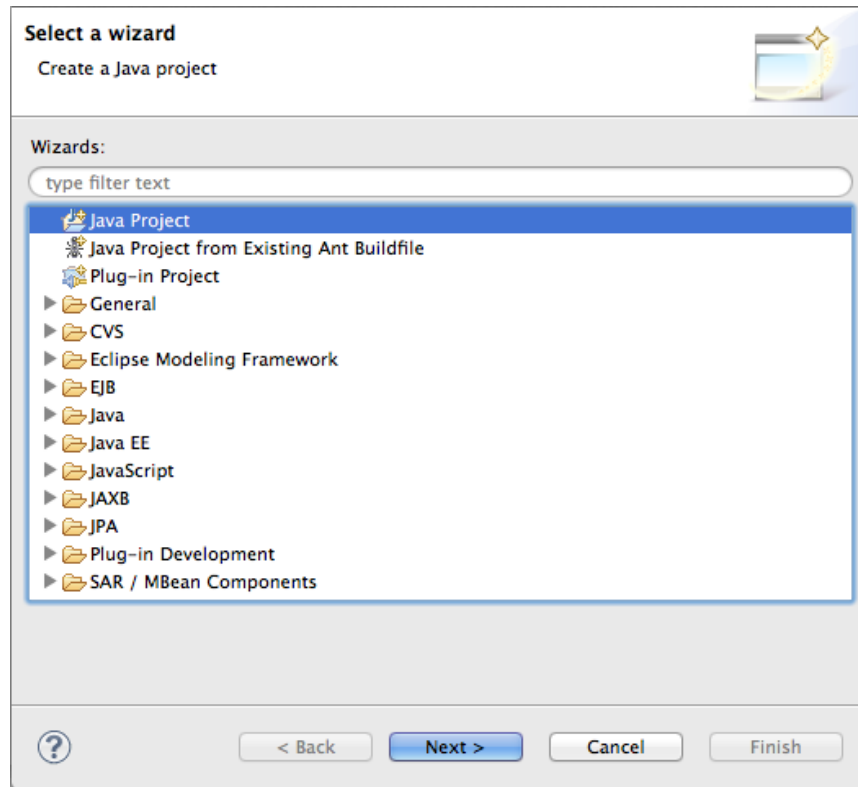 Select a wizard
Create a Java project
Wizards:
type filter text
Java Project
Java Project from Existing Ant Buildfile
Plug-in Project
General
CVS
Eclipse Modeling Framework
EJB
Java
Java EE
JavaScript
JAXB
JPA
Plug-in Development
SAR / MBean Components
? < Back Next > Cancel Finish